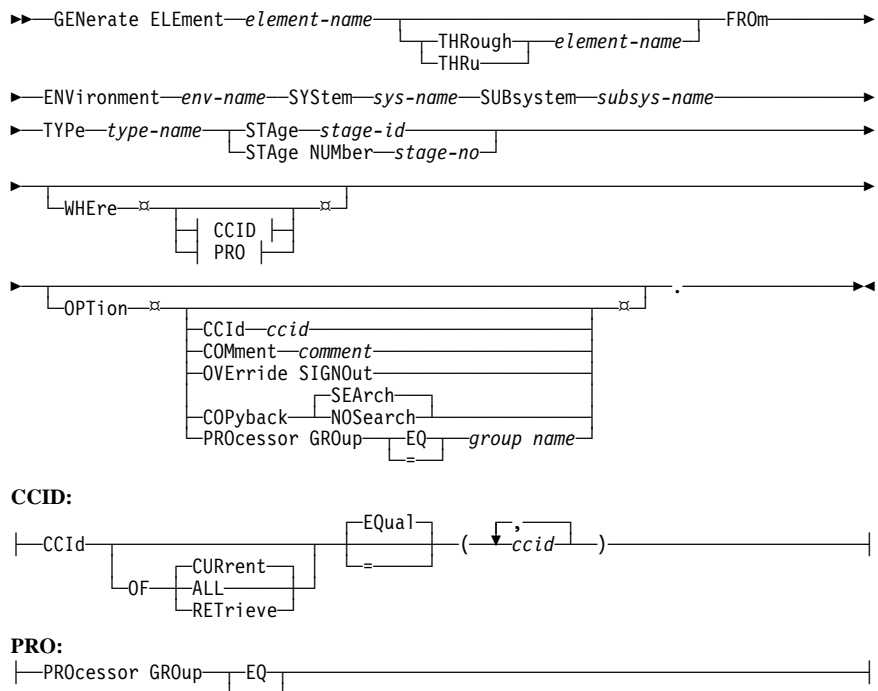 GENerate ELEment element-name THRough element-name FROm
THRu
ENVironment env-name SYStem sys-name SUBsystem subsys-name
TYPe type-name STAge stage-id
STAge NUMber stage-no
WHEre ¤ ¤
CCID
PRO
OPTion ¤ ¤ .
CCId ccid
COMment comment
OVErride SIGNOut
SEArch
COPyback NOSearch
PROcessor GROup EQ group name
=
CCID:
EQual ,
CCId = ( ccid )
CURrent
OF ALL
RETrieve
PRO:
PROcessor GROup EQ